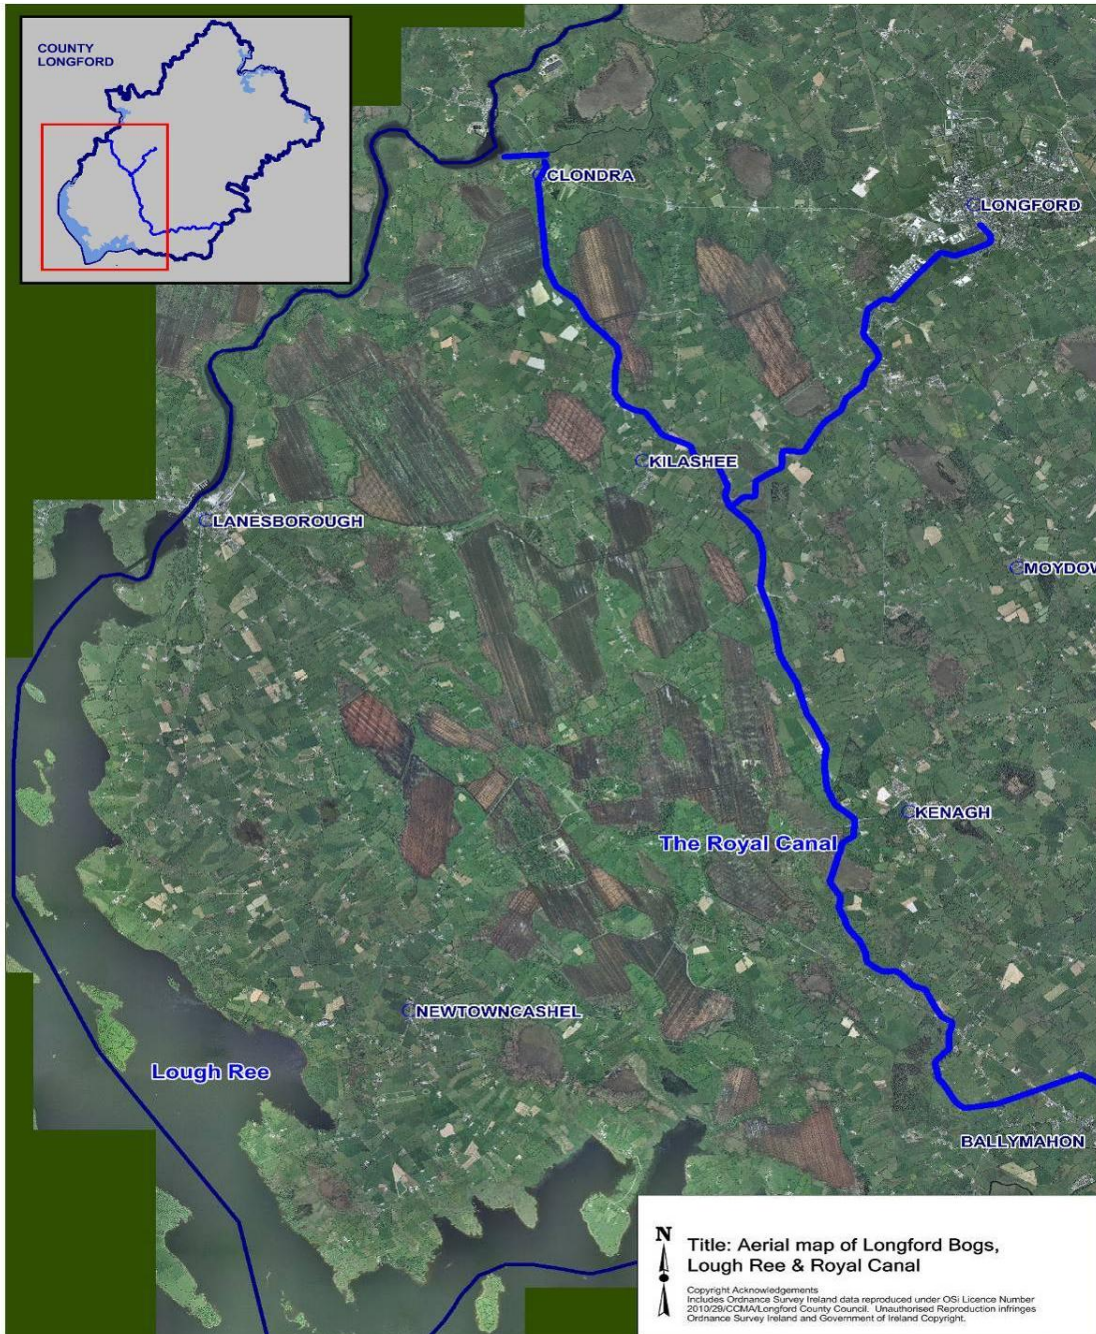 COUNTY
LONGFORD
CLONDRA
LONGFORD
KILASHEE
LANESBOROUGH
MOYDOW
KENAGH
The Royal Canal
NEWTOWNCASHEL
Lough Ree
BALLYMAHON
N
Title: Aerial map of Longford Bogs,
Lough Ree & Royal Canal
Copyright Acknowledgements
Includes Ordnance Survey Ireland data reproduced under OSi Licence Number
2010/29/CCMA/Longford County Council. Unauthorised Reproduction infringes
Ordnance Survey Ireland and Government of Ireland Copyright.